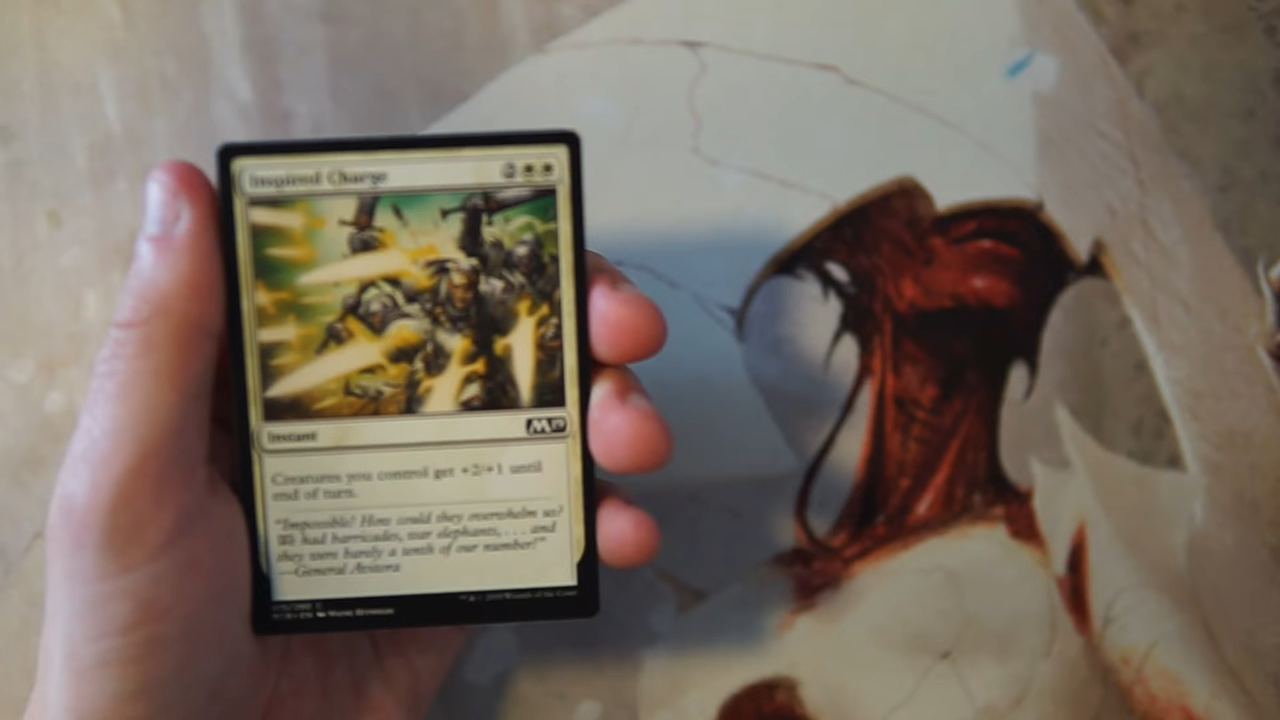 Inspired Charge
Instant
M19
Creatures you control get +2/+1 until
end of turn.
"Impossible! How could they overwhelm us?
had barricades, war elephants, . . . and
they were barely a tenth of our number!"
—General Avitora